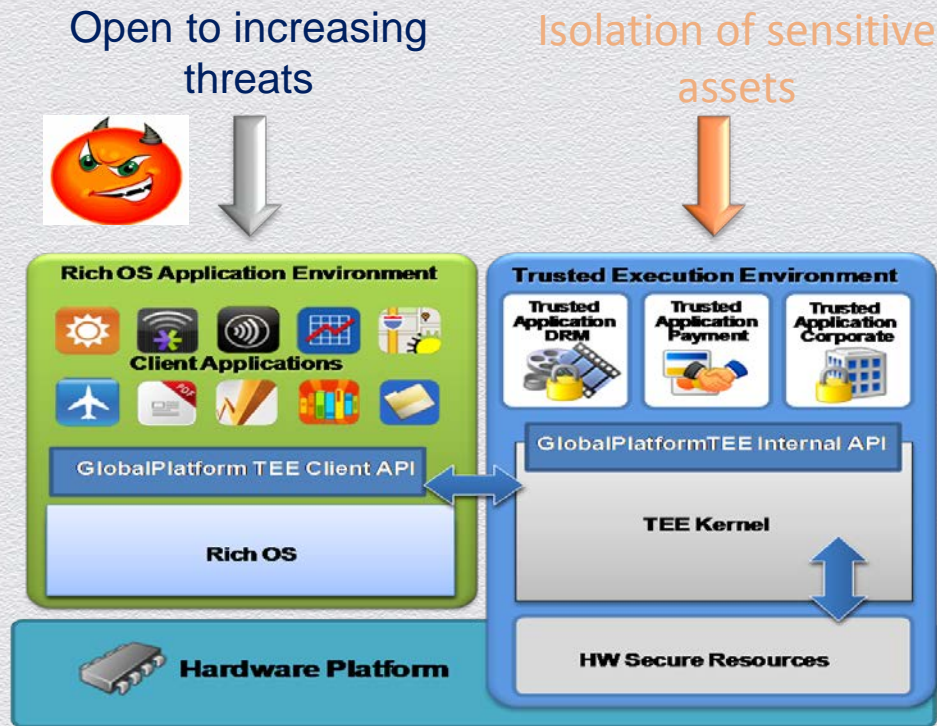 Open to increasing
threats
Isolation of sensitive
assets
Rich OS Application Environment
Client Applications
PDF
GlobalPlatform TEE Client API
Rich OS
Trusted Execution Environment
Trusted
Application
DRM
Trusted
Application
Payment
Trusted
Application
Corporate
GlobalPlatformTEE Internal API
TEE Kernel
HW Secure Resources
Hardware Platform